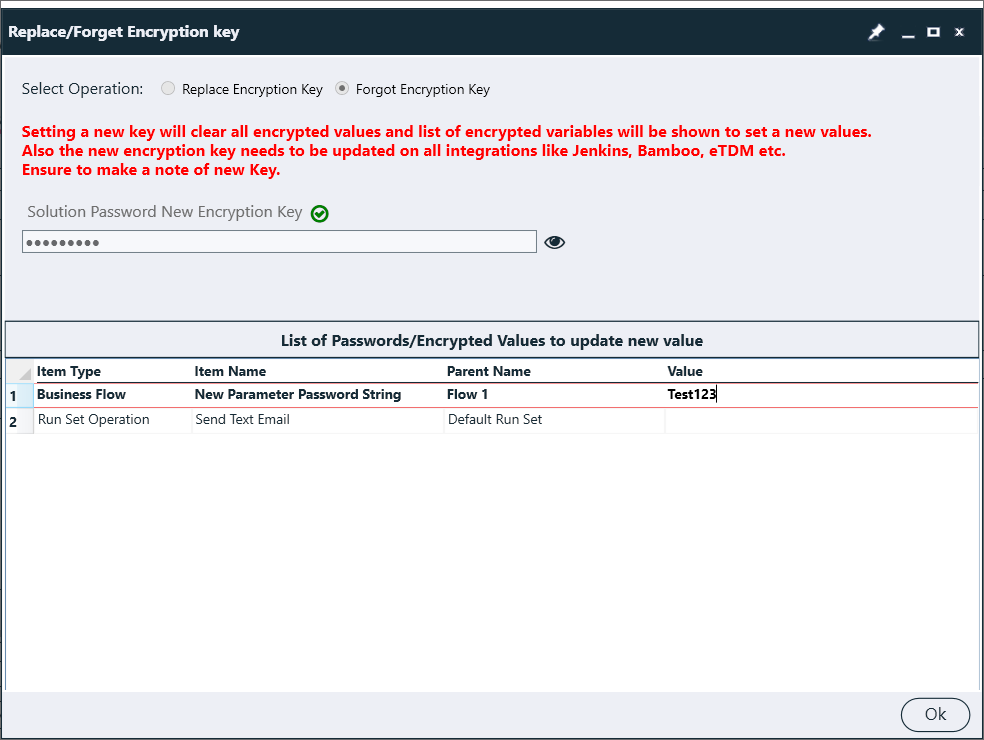 Replace/Forget Encryption key
Select Operation: Replace Encryption Key Forgot Encryption Key
Setting a new key will clear all encrypted values and list of encrypted variables will be shown to set a new values.
Also the new encryption key needs to be updated on all integrations like Jenkins, Bamboo, eTDM etc.
Ensure to make a note of new Key.
Solution Password New Encryption Key
●●●●●●●●●
List of Passwords/Encrypted Values to update new value
Item Type Item Name Parent Name Value
1 Business Flow New Parameter Password String Flow 1 Test123
2 Run Set Operation Send Text Email Default Run Set
Ok